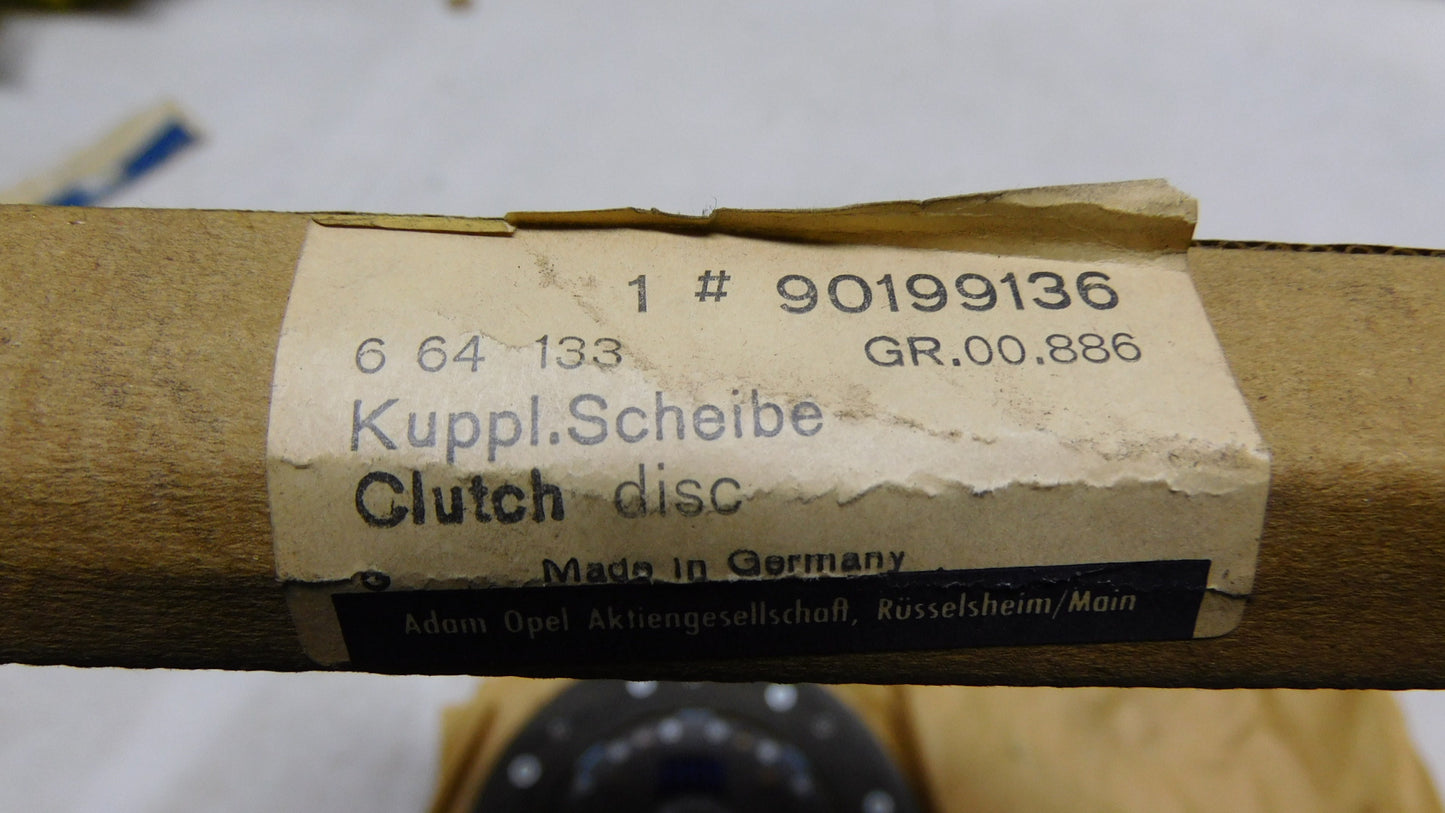 1 # 90199136
6 64 133 GR.00.886
Kuppl.Scheibe
Clutch disc
Made in Germany
Adam Opel Aktiengesellschaft, Rüsselsheim/Main